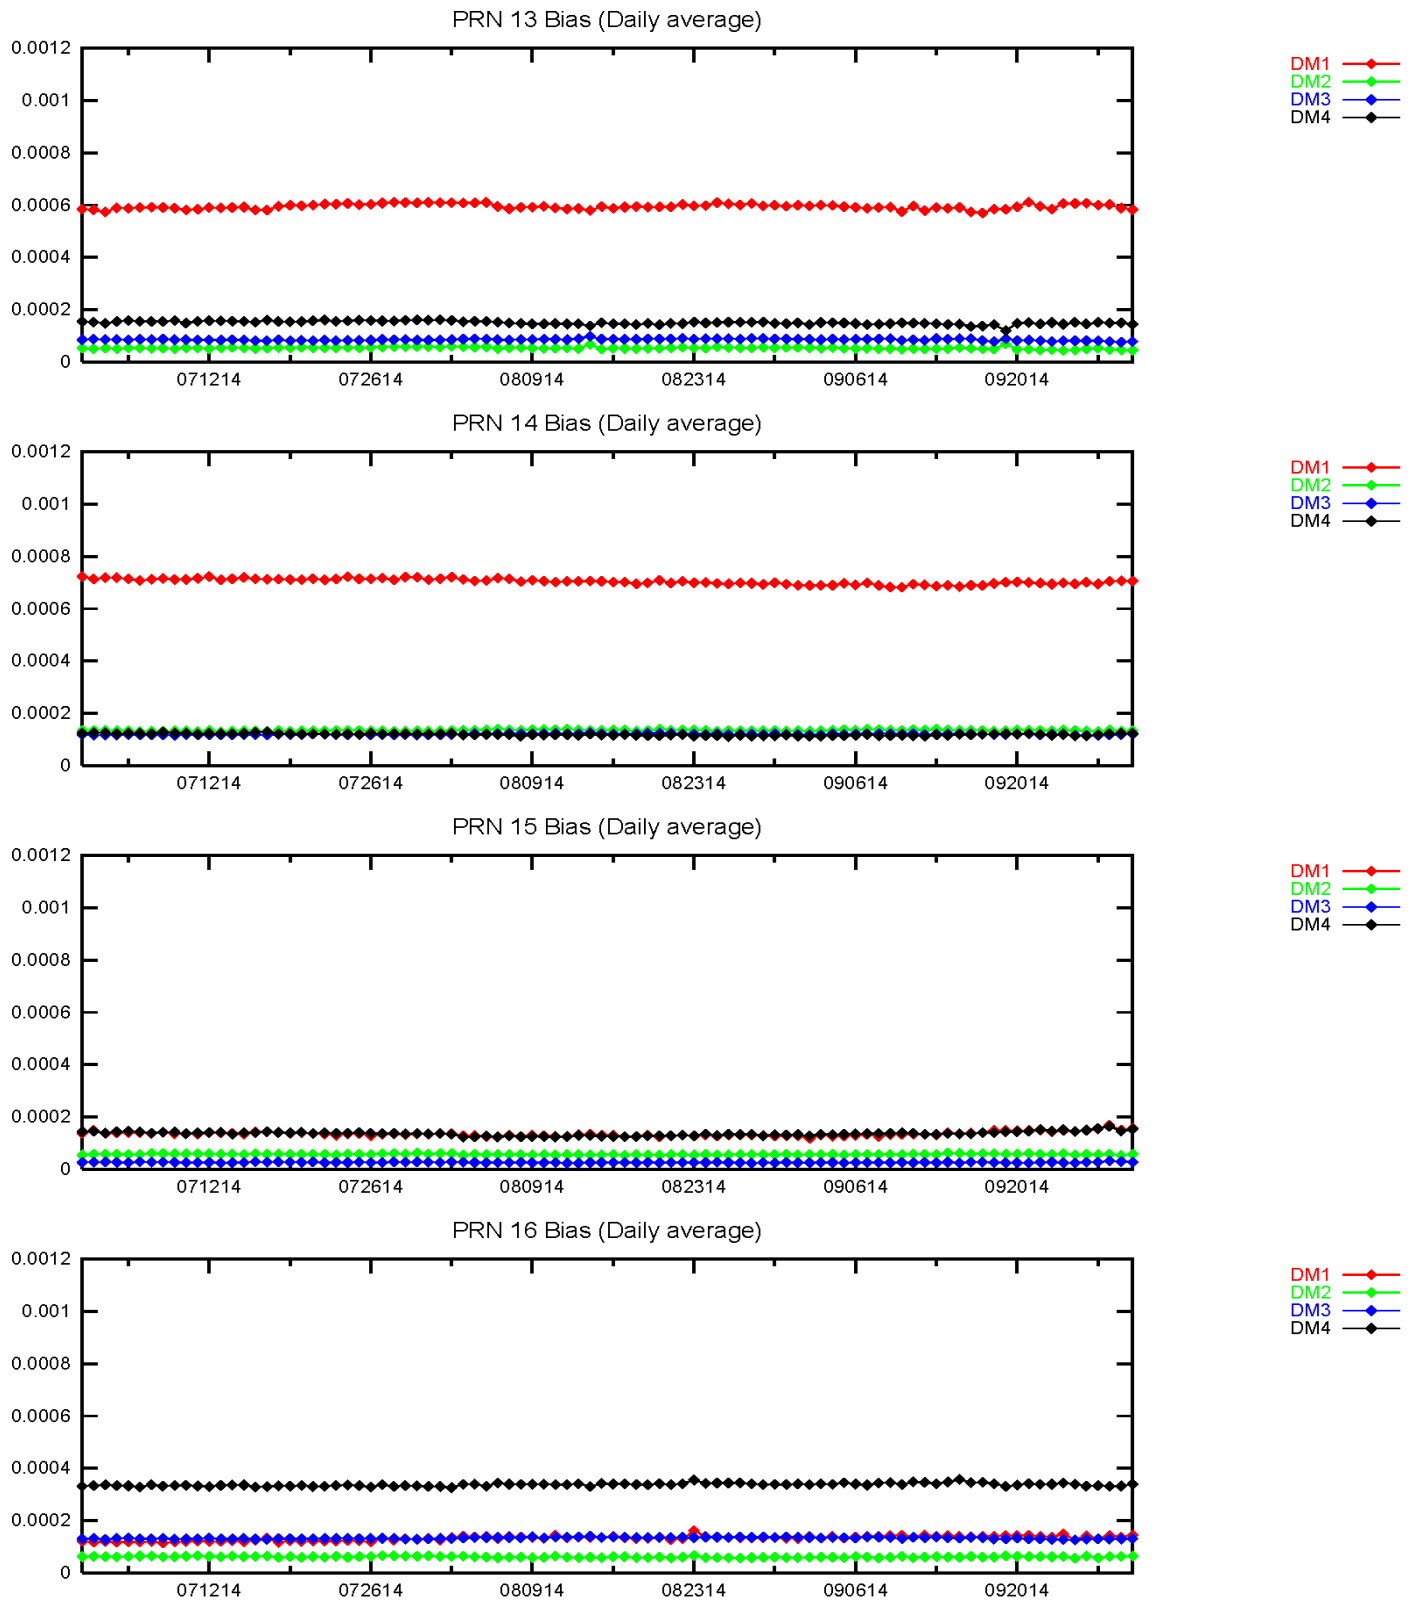 PRN 13 Bias (Daily average)
0.0012
0.001
0.0008
0.0006
0.0004
0.0002
0
071214 072614 080914 082314 090614 092014
DM1
DM2
DM3
DM4
PRN 14 Bias (Daily average)
0.0012
0.001
0.0008
0.0006
0.0004
0.0002
0
071214 072614 080914 082314 090614 092014
DM1
DM2
DM3
DM4
PRN 15 Bias (Daily average)
0.0012
0.001
0.0008
0.0006
0.0004
0.0002
0
071214 072614 080914 082314 090614 092014
DM1
DM2
DM3
DM4
PRN 16 Bias (Daily average)
0.0012
0.001
0.0008
0.0006
0.0004
0.0002
0
071214 072614 080914 082314 090614 092014
DM1
DM2
DM3
DM4